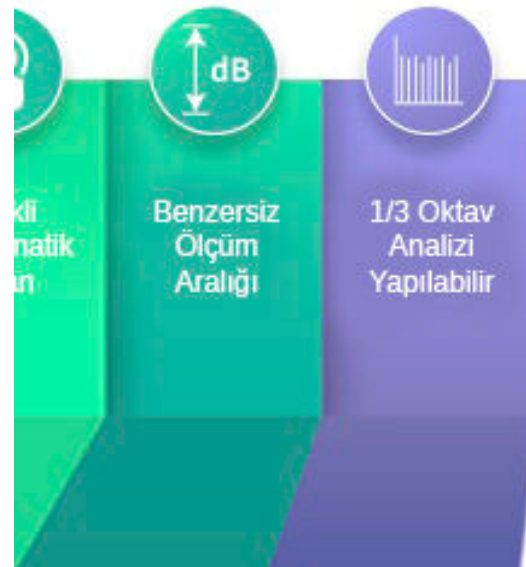 dB
Benzersiz
Ölçüm
Aralığı
1/3 Oktav
Analizi
Yapılabilir